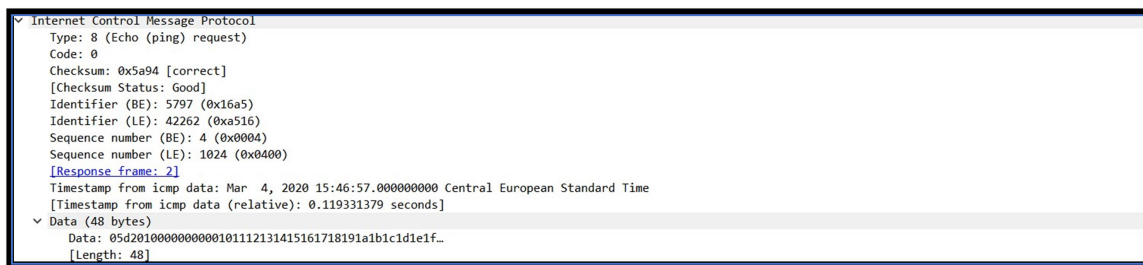 Internet Control Message Protocol
Type: 8 (Echo (ping) request)
Code: 0
Checksum: 0x5a94 [correct]
[Checksum Status: Good]
Identifier (BE): 5797 (0x16a5)
Identifier (LE): 42262 (0xa516)
Sequence number (BE): 4 (0x0004)
Sequence number (LE): 1024 (0x0400)
[Response frame: 2]
Timestamp from icmp data: Mar  4, 2020 15:46:57.000000000 Central European Standard Time
[Timestamp from icmp data (relative): 0.119331379 seconds]
Data (48 bytes)
Data: 05d2010000000000101112131415161718191a1b1c1d1e1f…
[Length: 48]